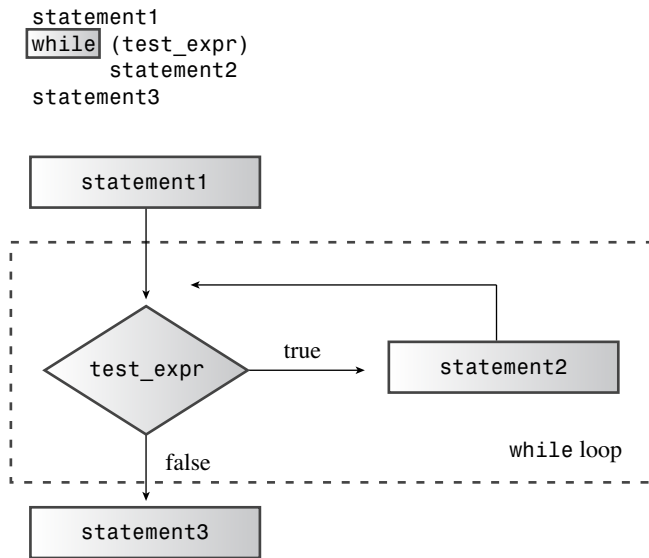 statement1
while (test_expr)
statement2
statement3
statement1
test_expr
true
statement2
while loop
false
statement3